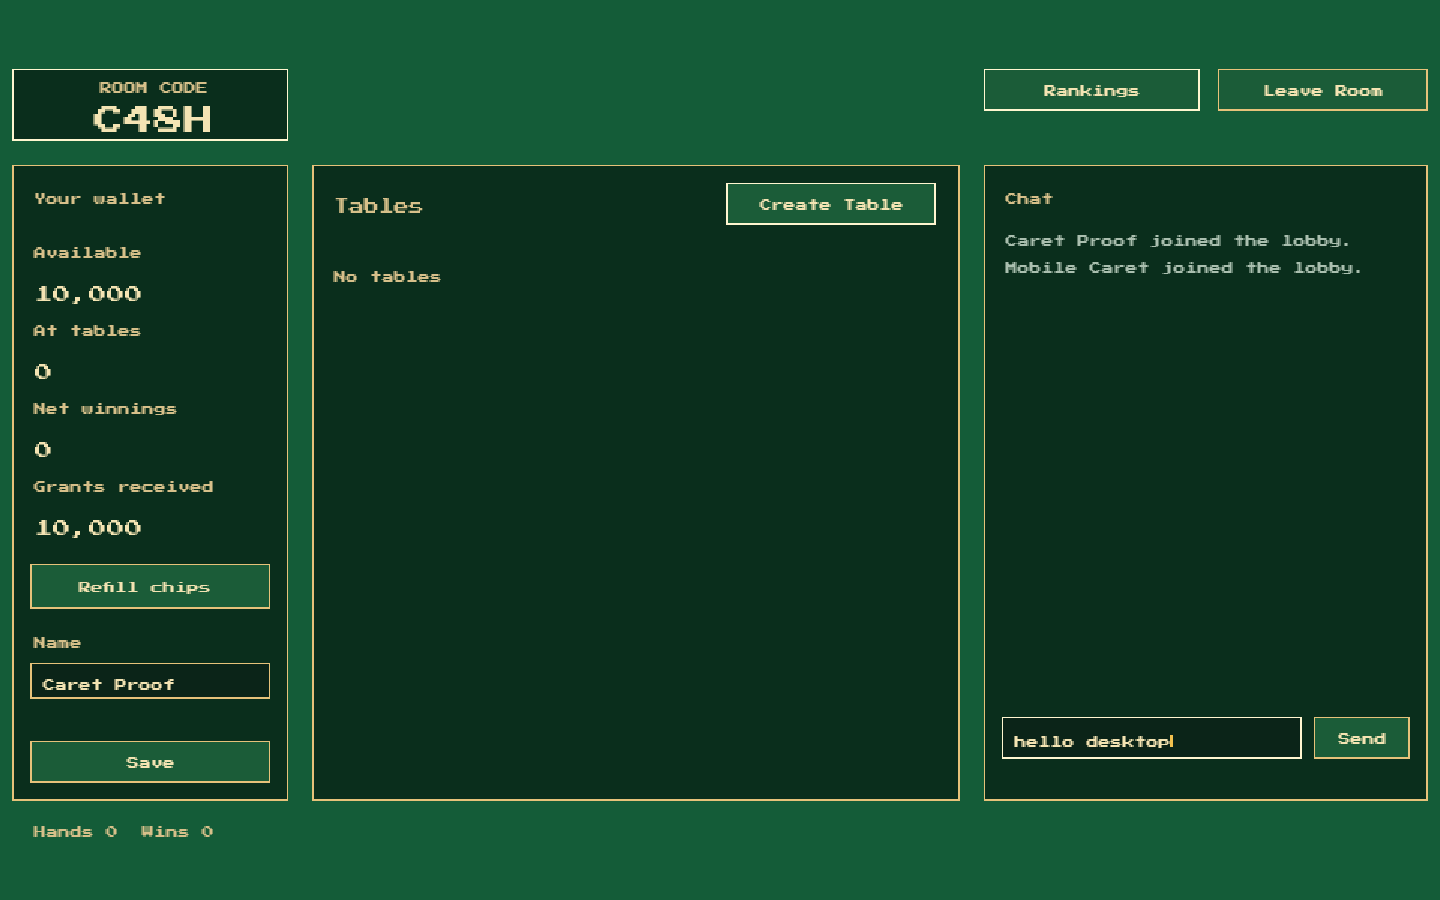 ROOM CODE
C48H
Rankings
Leave Room
Your wallet
Available
10,000
At tables
0
Net winnings
0
Grants received
10,000
Refill chips
Name
Caret Proof
Save
Hands 0 Wins 0
Tables
Create Table
No tables
Chat
Caret Proof joined the lobby.
Mobile Caret joined the lobby.
hello desktop
Send